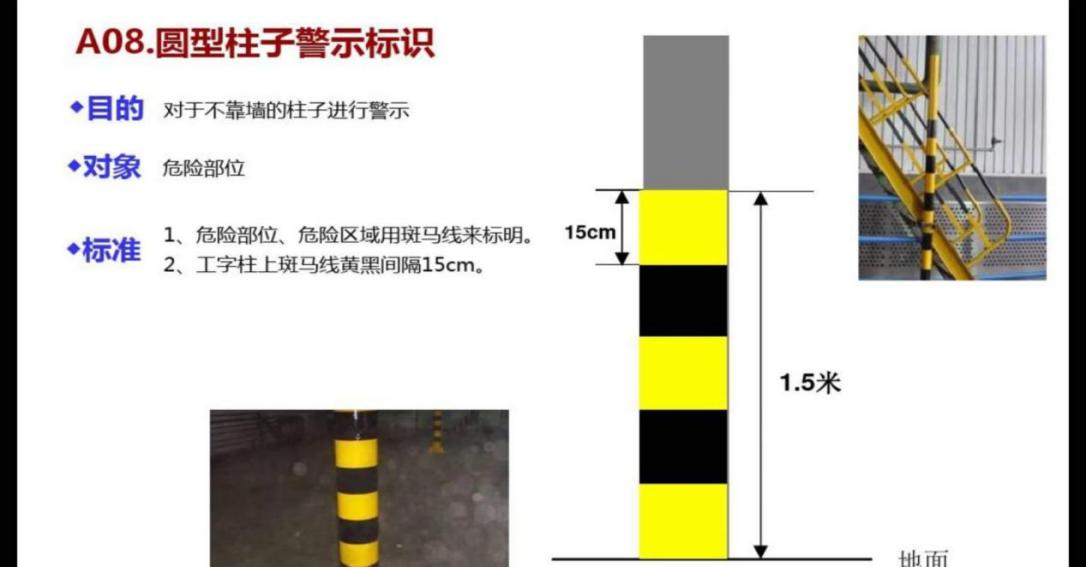 A08.圆型柱子警示标识
◆目的 对于不靠墙的柱子进行警示
◆对象 危险部位
◆标准
1、危险部位、危险区域用斑马线来标明。
2、工字柱上斑马线黄黑间隔15cm。
15cm
1.5米
地面